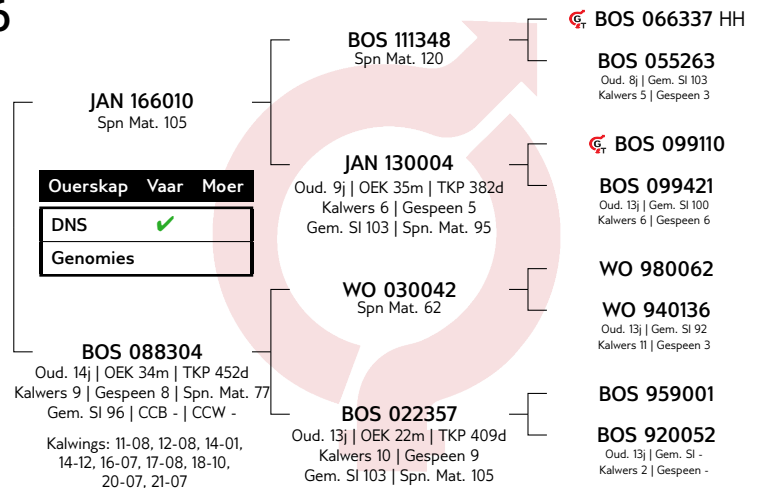 6
JAN 166010
Spn Mat. 105
Ouerskap Vaar Moer
DNS ✔
Genomies
BOS 088304
Oud. 14j | OEK 34m | TKP 452d
Kalwers 9 | Gespeen 8 | Spn. Mat. 77
Gem. SI 96 | CCB - | CCW -
Kalwings: 11-08, 12-08, 14-01,
14-12, 16-07, 17-08, 18-10,
20-07, 21-07
BOS 111348
Spn Mat. 120
JAN 130004
Oud. 9j | OEK 35m | TKP 382d
Kalwers 6 | Gespeen 5
Gem. SI 103 | Spn. Mat. 95
WO 030042
Spn Mat. 62
BOS 022357
Oud. 13j | OEK 22m | TKP 409d
Kalwers 10 | Gespeen 9
Gem. SI 103 | Spn. Mat. 105
GT BOS 066337 HH
BOS 055263
Oud. 8j | Gem. SI 103
Kalwers 5 | Gespeen 3
GT BOS 099110
BOS 099421
Oud. 13j | Gem. SI 100
Kalwers 6 | Gespeen 6
WO 980062
WO 940136
Oud. 13j | Gem. SI 92
Kalwers 11 | Gespeen 3
BOS 959001
BOS 920052
Oud. 13j | Gem. SI -
Kalwers 2 | Gespeen -